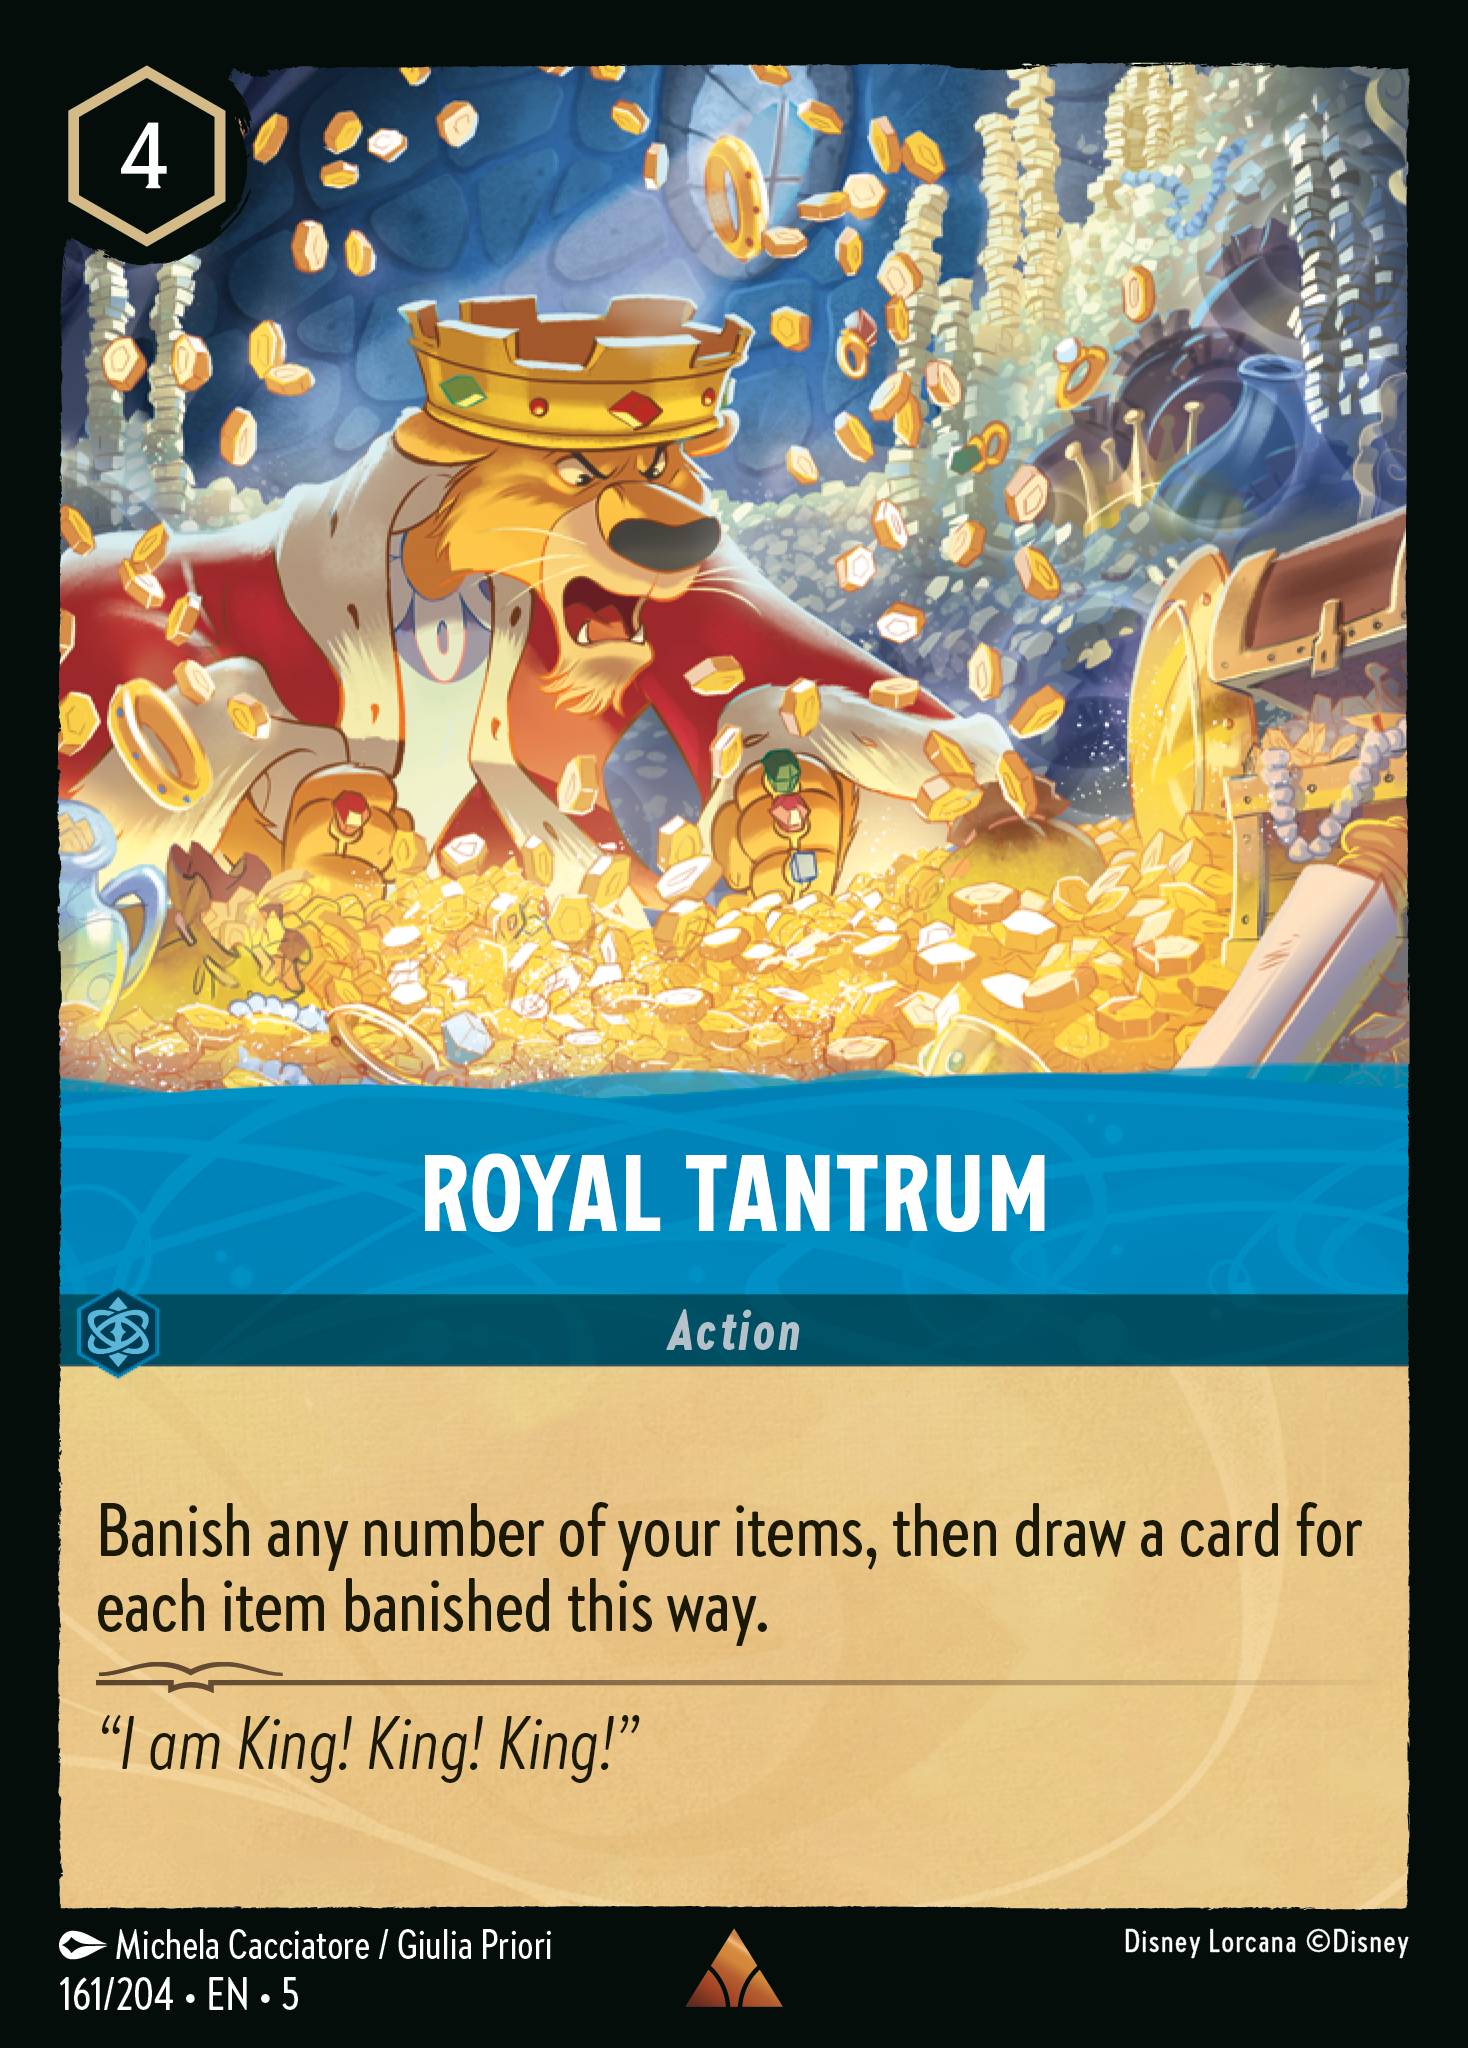 4
ROYAL TANTRUM
Action
Banish any number of your items, then draw a card for
each item banished this way.
“I am King! King! King!”
Michela Cacciatore / Giulia Priori
161/204 • EN • 5
Disney Lorcana ©Disney